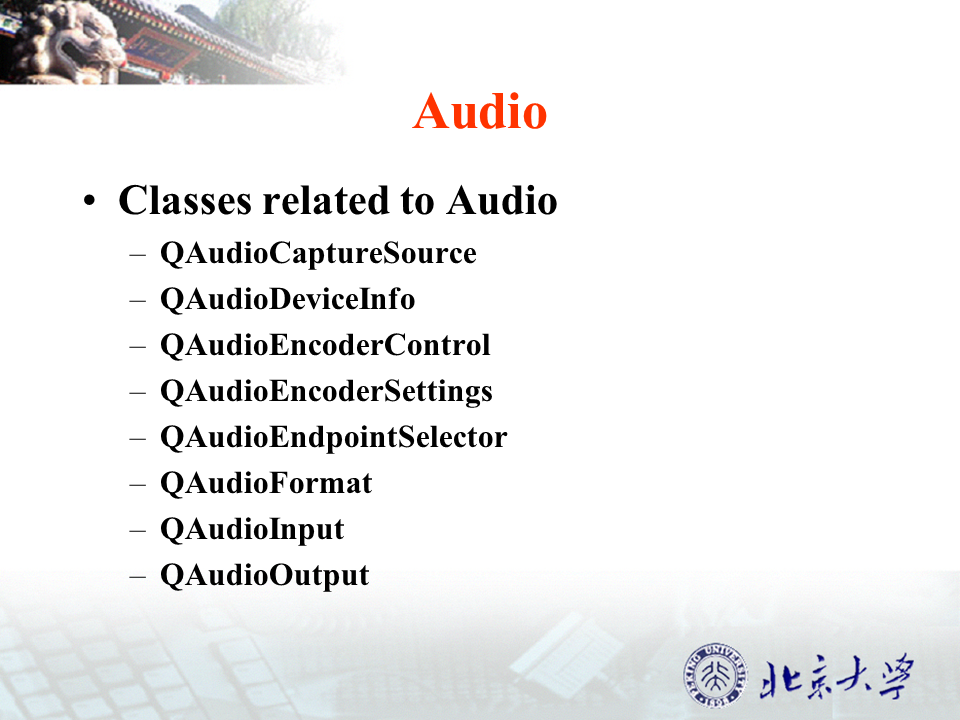 Audio
• Classes related to Audio
– QAudioCaptureSource
– QAudioDeviceInfo
– QAudioEncoderControl
– QAudioEncoderSettings
– QAudioEndpointSelector
– QAudioFormat
– QAudioInput
– QAudioOutput
PEKING UNIVERSITY
1898
北京大学